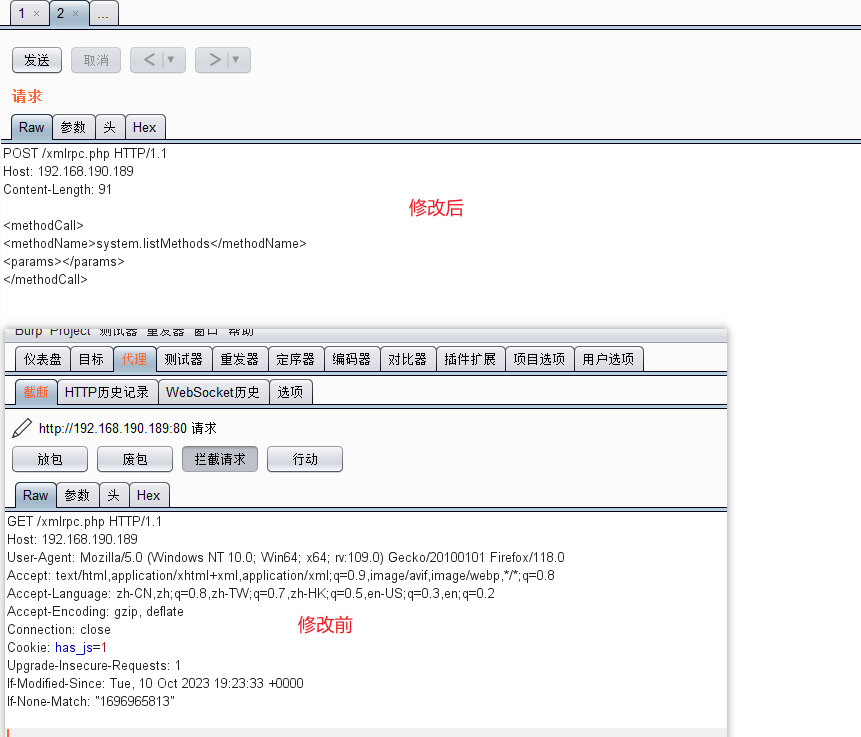 1 × 2 × ...
发送 取消 < ▼ > ▼
请求
Raw 参数 头 Hex
POST /xmlrpc.php HTTP/1.1
Host: 192.168.190.189
Content-Length: 91
修改后
<methodCall>
<methodName>system.listMethods</methodName>
<params></params>
</methodCall>
Burp Project 测试器 重发器 窗口 帮助
仪表盘 目标 代理 测试器 重发器 定序器 编码器 对比器 插件扩展 项目选项 用户选项
截断 HTTP历史记录 WebSocket历史 选项
http://192.168.190.189:80 请求
放包 废包 拦截请求 行动
Raw 参数 头 Hex
GET /xmlrpc.php HTTP/1.1
Host: 192.168.190.189
User-Agent: Mozilla/5.0 (Windows NT 10.0; Win64; x64; rv:109.0) Gecko/20100101 Firefox/118.0
Accept: text/html,application/xhtml+xml,application/xml;q=0.9,image/avif,image/webp,*/*;q=0.8
Accept-Language: zh-CN,zh;q=0.8,zh-TW;q=0.7,zh-HK;q=0.5,en-US;q=0.3,en;q=0.2
Accept-Encoding: gzip, deflate
修改前
Connection: close
Cookie: has_js=1
Upgrade-Insecure-Requests: 1
If-Modified-Since: Tue, 10 Oct 2023 19:23:33 +0000
If-None-Match: "1696965813"